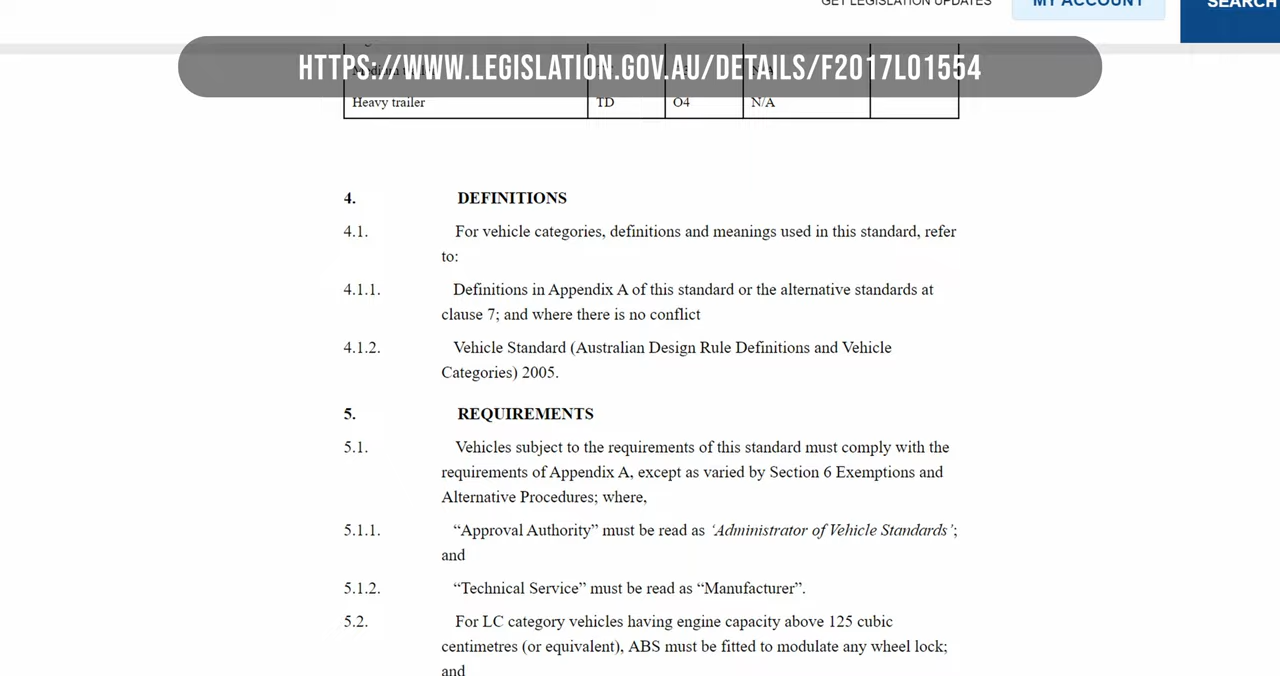 GET LEGISLATION UPDATES
MY ACCOUNT
SEARCH
HTTPS://WWW.LEGISLATION.GOV.AU/DETAILS/F2017L01554
Heavy trailer TD O4 N/A
4. DEFINITIONS
4.1. For vehicle categories, definitions and meanings used in this standard, refer
to:
4.1.1. Definitions in Appendix A of this standard or the alternative standards at
clause 7; and where there is no conflict
4.1.2. Vehicle Standard (Australian Design Rule Definitions and Vehicle
Categories) 2005.
5. REQUIREMENTS
5.1. Vehicles subject to the requirements of this standard must comply with the
requirements of Appendix A, except as varied by Section 6 Exemptions and
Alternative Procedures; where,
5.1.1. “Approval Authority” must be read as ‘Administrator of Vehicle Standards’;
and
5.1.2. “Technical Service” must be read as “Manufacturer”.
5.2. For LC category vehicles having engine capacity above 125 cubic
centimetres (or equivalent), ABS must be fitted to modulate any wheel lock;
and